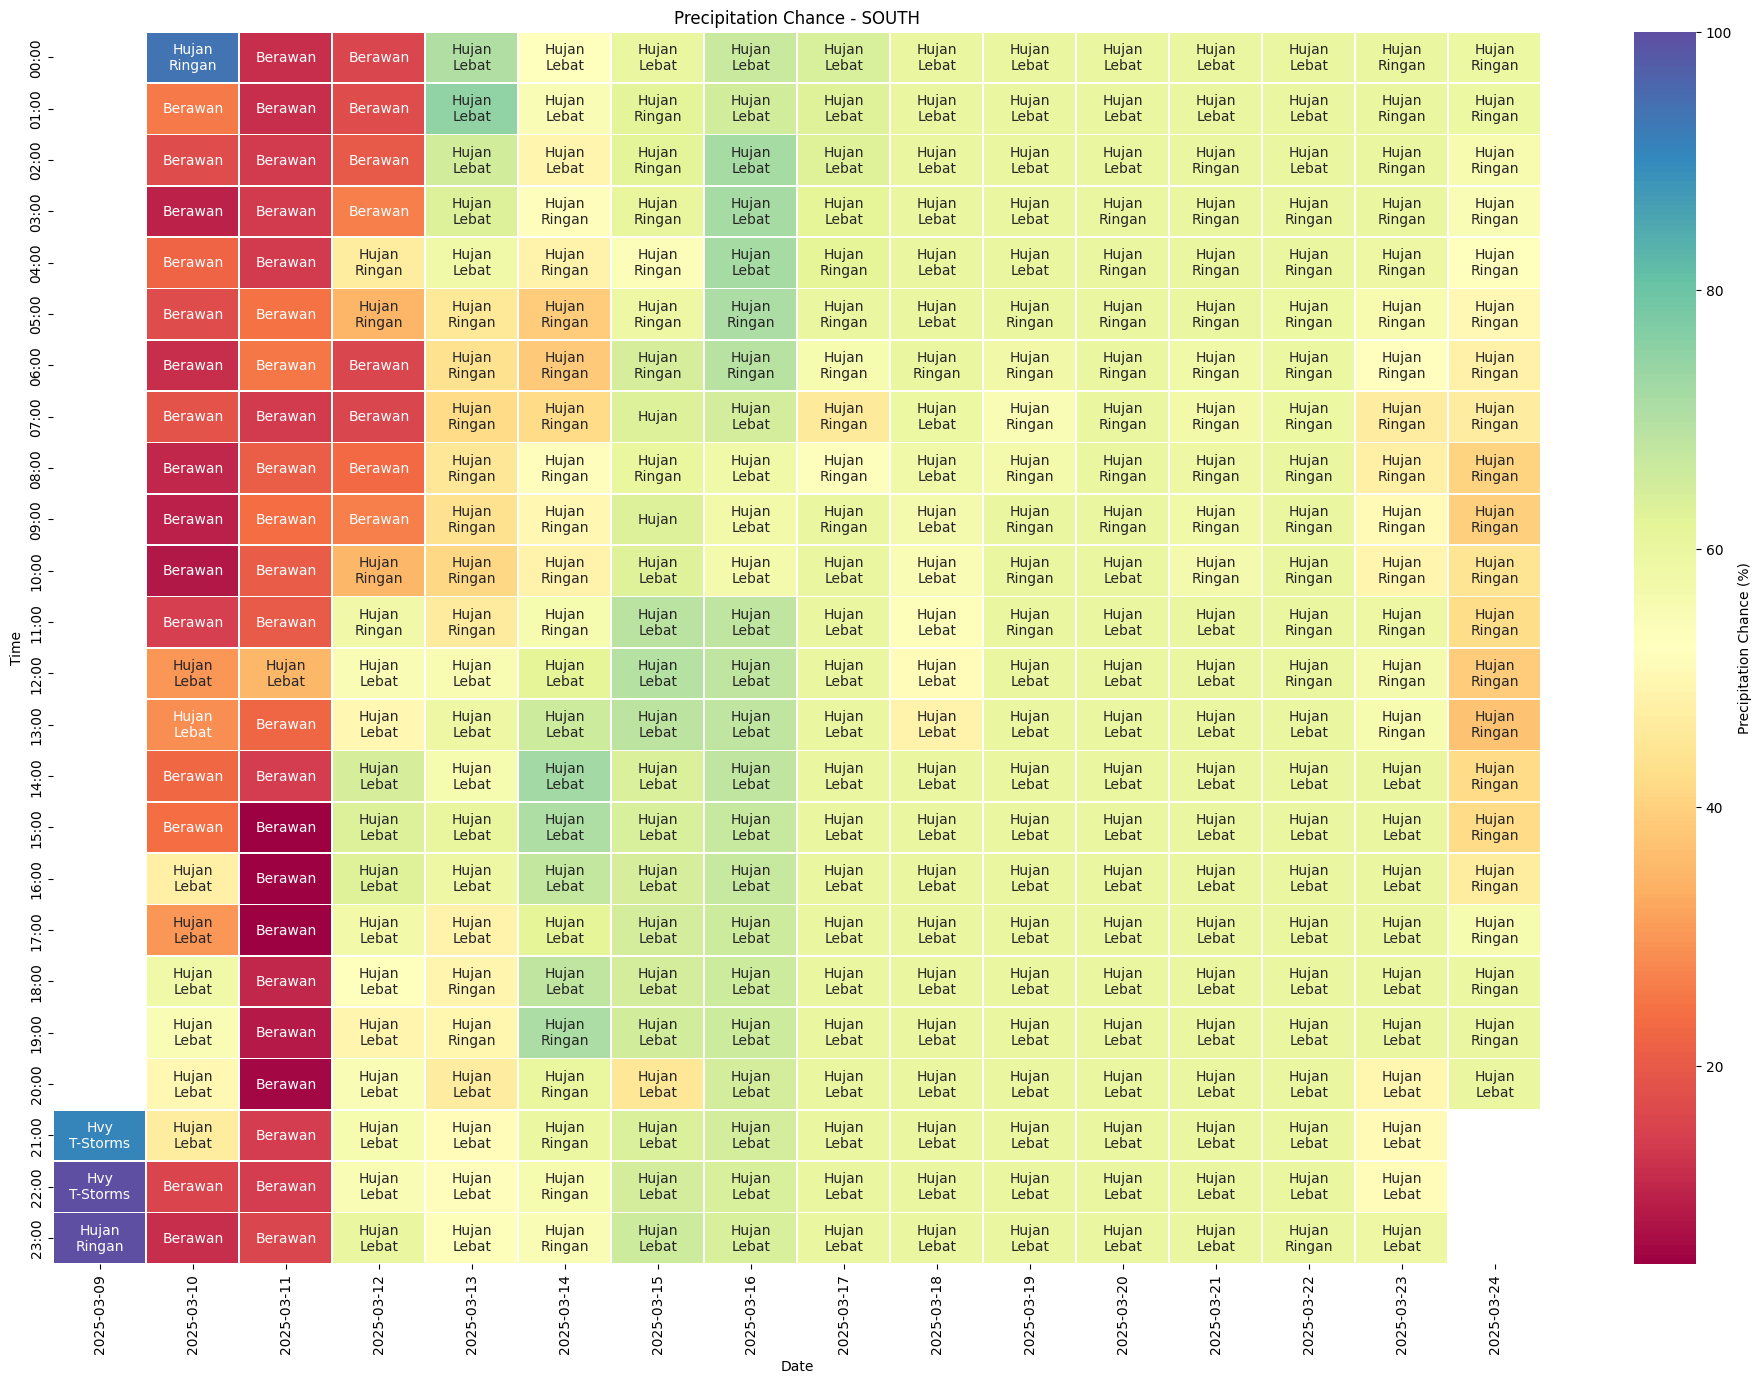 Precipitation Chance - SOUTH
00:00 Hujan Ringan Berawan Berawan Hujan Lebat Hujan Lebat Hujan Lebat Hujan Lebat Hujan Lebat Hujan Lebat Hujan Lebat Hujan Lebat Hujan Lebat Hujan Lebat Hujan Ringan Hujan Ringan
01:00 Berawan Berawan Berawan Hujan Lebat Hujan Lebat Hujan Ringan Hujan Lebat Hujan Lebat Hujan Lebat Hujan Lebat Hujan Lebat Hujan Lebat Hujan Lebat Hujan Ringan Hujan Ringan
02:00 Berawan Berawan Berawan Hujan Lebat Hujan Lebat Hujan Ringan Hujan Lebat Hujan Lebat Hujan Lebat Hujan Lebat Hujan Lebat Hujan Ringan Hujan Lebat Hujan Ringan Hujan Ringan
03:00 Berawan Berawan Berawan Hujan Lebat Hujan Ringan Hujan Ringan Hujan Lebat Hujan Lebat Hujan Lebat Hujan Lebat Hujan Ringan Hujan Ringan Hujan Ringan Hujan Ringan Hujan Ringan
04:00 Berawan Berawan Hujan Ringan Hujan Lebat Hujan Ringan Hujan Ringan Hujan Lebat Hujan Ringan Hujan Lebat Hujan Lebat Hujan Ringan Hujan Ringan Hujan Ringan Hujan Ringan Hujan Ringan
05:00 Berawan Berawan Hujan Ringan Hujan Ringan Hujan Ringan Hujan Ringan Hujan Ringan Hujan Ringan Hujan Lebat Hujan Ringan Hujan Ringan Hujan Ringan Hujan Ringan Hujan Ringan Hujan Ringan
06:00 Berawan Berawan Berawan Hujan Ringan Hujan Ringan Hujan Ringan Hujan Ringan Hujan Ringan Hujan Ringan Hujan Ringan Hujan Ringan Hujan Ringan Hujan Ringan Hujan Ringan Hujan Ringan
07:00 Berawan Berawan Berawan Hujan Ringan Hujan Ringan Hujan Hujan Lebat Hujan Ringan Hujan Lebat Hujan Ringan Hujan Ringan Hujan Ringan Hujan Ringan Hujan Ringan Hujan Ringan
08:00 Berawan Berawan Berawan Hujan Ringan Hujan Ringan Hujan Ringan Hujan Lebat Hujan Ringan Hujan Lebat Hujan Ringan Hujan Ringan Hujan Ringan Hujan Ringan Hujan Ringan Hujan Ringan
09:00 Berawan Berawan Berawan Hujan Ringan Hujan Ringan Hujan Hujan Lebat Hujan Ringan Hujan Lebat Hujan Ringan Hujan Ringan Hujan Ringan Hujan Ringan Hujan Ringan Hujan Ringan
10:00 Berawan Berawan Hujan Ringan Hujan Ringan Hujan Ringan Hujan Lebat Hujan Lebat Hujan Lebat Hujan Lebat Hujan Ringan Hujan Lebat Hujan Ringan Hujan Ringan Hujan Ringan Hujan Ringan
11:00 Berawan Berawan Hujan Ringan Hujan Ringan Hujan Ringan Hujan Lebat Hujan Lebat Hujan Lebat Hujan Lebat Hujan Ringan Hujan Lebat Hujan Lebat Hujan Ringan Hujan Ringan Hujan Ringan
12:00 Hujan Lebat Hujan Lebat Hujan Lebat Hujan Lebat Hujan Lebat Hujan Lebat Hujan Lebat Hujan Lebat Hujan Lebat Hujan Lebat Hujan Lebat Hujan Lebat Hujan Ringan Hujan Ringan Hujan Ringan
13:00 Hujan Lebat Berawan Hujan Lebat Hujan Lebat Hujan Lebat Hujan Lebat Hujan Lebat Hujan Lebat Hujan Lebat Hujan Lebat Hujan Lebat Hujan Lebat Hujan Lebat Hujan Ringan Hujan Ringan
14:00 Berawan Berawan Hujan Lebat Hujan Lebat Hujan Lebat Hujan Lebat Hujan Lebat Hujan Lebat Hujan Lebat Hujan Lebat Hujan Lebat Hujan Lebat Hujan Lebat Hujan Lebat Hujan Ringan
15:00 Berawan Berawan Hujan Lebat Hujan Lebat Hujan Lebat Hujan Lebat Hujan Lebat Hujan Lebat Hujan Lebat Hujan Lebat Hujan Lebat Hujan Lebat Hujan Lebat Hujan Lebat Hujan Ringan
16:00 Hujan Lebat Berawan Hujan Lebat Hujan Lebat Hujan Lebat Hujan Lebat Hujan Lebat Hujan Lebat Hujan Lebat Hujan Lebat Hujan Lebat Hujan Lebat Hujan Lebat Hujan Lebat Hujan Ringan
17:00 Hujan Lebat Berawan Hujan Lebat Hujan Lebat Hujan Lebat Hujan Lebat Hujan Lebat Hujan Lebat Hujan Lebat Hujan Lebat Hujan Lebat Hujan Lebat Hujan Lebat Hujan Lebat Hujan Ringan
18:00 Hujan Lebat Berawan Hujan Lebat Hujan Ringan Hujan Lebat Hujan Lebat Hujan Lebat Hujan Lebat Hujan Lebat Hujan Lebat Hujan Lebat Hujan Lebat Hujan Lebat Hujan Lebat Hujan Ringan
19:00 Hujan Lebat Berawan Hujan Lebat Hujan Ringan Hujan Ringan Hujan Lebat Hujan Lebat Hujan Lebat Hujan Lebat Hujan Lebat Hujan Lebat Hujan Lebat Hujan Lebat Hujan Lebat Hujan Ringan
20:00 Hujan Lebat Berawan Hujan Lebat Hujan Lebat Hujan Ringan Hujan Lebat Hujan Lebat Hujan Lebat Hujan Lebat Hujan Lebat Hujan Lebat Hujan Lebat Hujan Lebat Hujan Lebat Hujan Lebat
21:00 Hvy T-Storms Hujan Lebat Berawan Hujan Lebat Hujan Lebat Hujan Ringan Hujan Lebat Hujan Lebat Hujan Lebat Hujan Lebat Hujan Lebat Hujan Lebat Hujan Lebat Hujan Lebat Hujan Lebat
22:00 Hvy T-Storms Berawan Berawan Hujan Lebat Hujan Lebat Hujan Ringan Hujan Lebat Hujan Lebat Hujan Lebat Hujan Lebat Hujan Lebat Hujan Lebat Hujan Lebat Hujan Lebat Hujan Lebat
23:00 Hujan Ringan Berawan Berawan Hujan Lebat Hujan Lebat Hujan Ringan Hujan Lebat Hujan Lebat Hujan Lebat Hujan Lebat Hujan Lebat Hujan Lebat Hujan Lebat Hujan Ringan Hujan Lebat
2025-03-09 2025-03-10 2025-03-11 2025-03-12 2025-03-13 2025-03-14 2025-03-15 2025-03-16 2025-03-17 2025-03-18 2025-03-19 2025-03-20 2025-03-21 2025-03-22 2025-03-23 2025-03-24
Date
Time
100
80
60
40
20
Precipitation Chance (%)